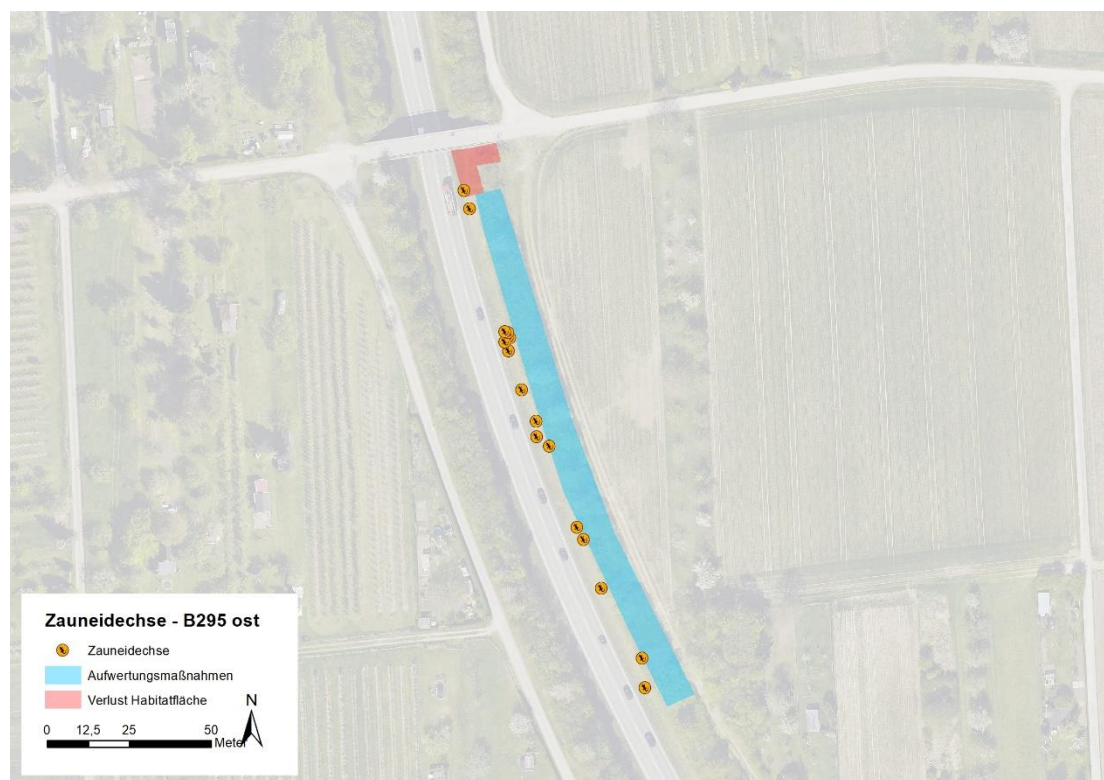 Zauneidechse - B295 ost
Zauneidechse
Aufwertungsmaßnahmen
Verlust Habitatfläche
N
0 12,5 25 50
Meter